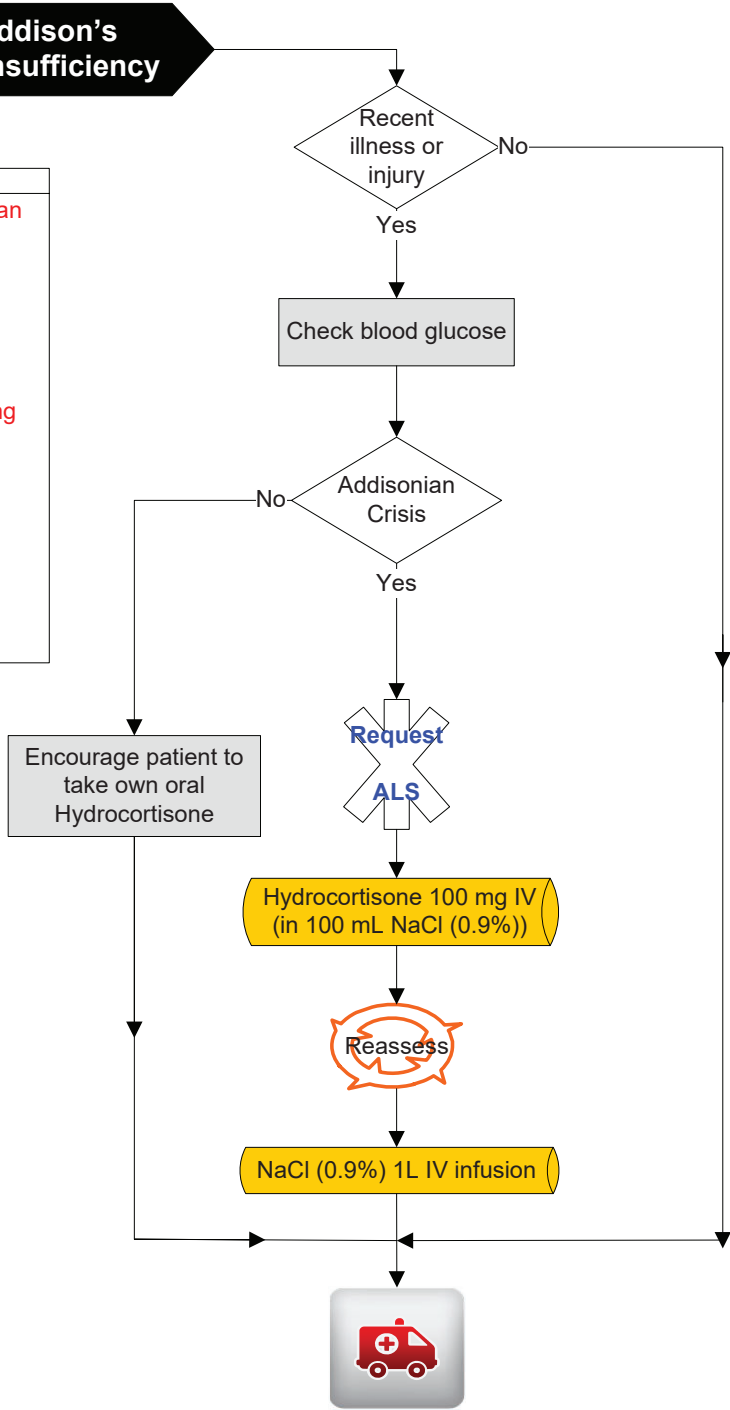 ddison's
nsufficiency
Recent
illness or
injury
No
Yes
an
Check blood glucose
ng
Addisonian
Crisis
No
Yes
Request
ALS
Encourage patient to
take own oral
Hydrocortisone
Hydrocortisone 100 mg IV
(in 100 mL NaCl (0.9%))
Reassess
NaCl (0.9%) 1L IV infusion